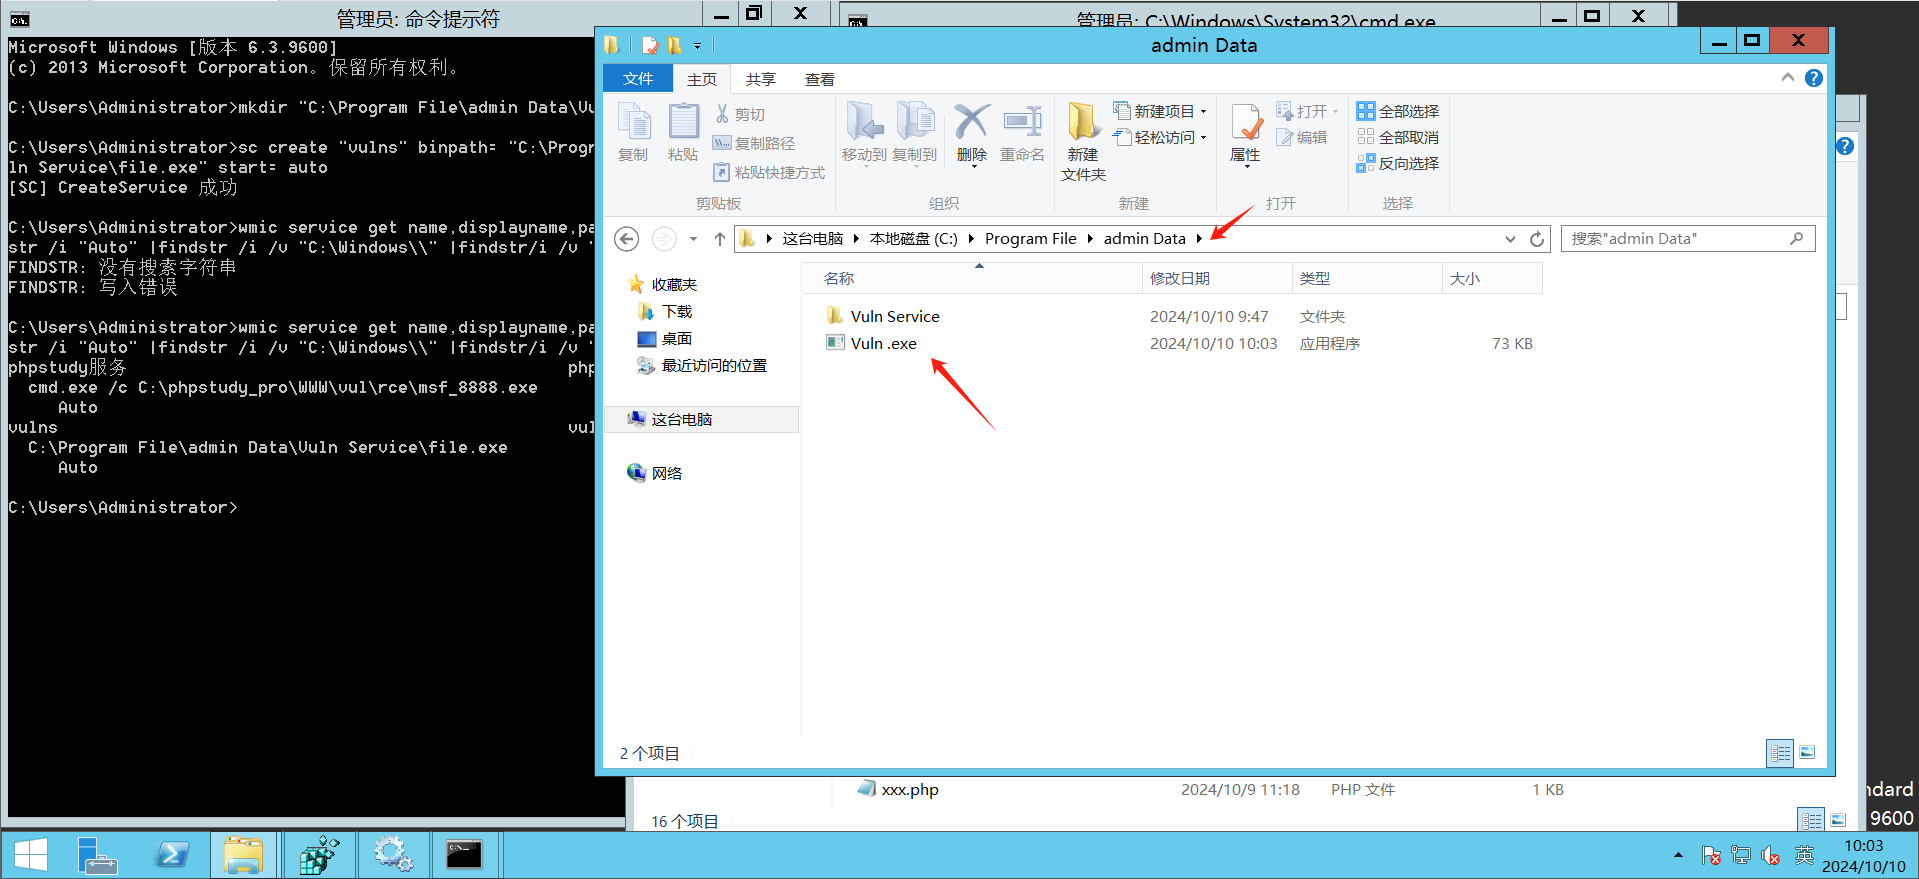 管理员: 命令提示符
Microsoft Windows [版本 6.3.9600]
(c) 2013 Microsoft Corporation。保留所有权利。
C:\Users\Administrator>mkdir "C:\Program File\admin Data\Vu
C:\Users\Administrator>sc create "vulns" binpath= "C:\Progr
ln Service\file.exe" start= auto
[SC] CreateService 成功
C:\Users\Administrator>wmic service get name,displayname,pa
str /i "Auto" |findstr /i /v "C:\Windows\\" |findstr/i /v "
FINDSTR: 没有搜索字符串
FINDSTR: 写入错误
C:\Users\Administrator>wmic service get name,displayname,pa
str /i "Auto" |findstr /i /v "C:\Windows\\" |findstr/i /v "
phpstudy服务 php
cmd.exe /c C:\phpstudy_pro\WWW\vul\rce\msf_8888.exe
Auto
vulns vul
C:\Program File\admin Data\Vuln Service\file.exe
Auto
C:\Users\Administrator>
管理员: C:\Windows\System32\cmd.exe
admin Data
文件 主页 共享 查看
复制
粘贴
剪切
复制路径
粘贴快捷方式
剪贴板
移动到 复制到 删除 重命名
组织
新建
文件夹
新建项目
轻松访问
新建
属性
打开
编辑
打开
全部选择
全部取消
反向选择
选择
这台电脑 本地磁盘 (C:) Program File admin Data
搜索"admin Data"
收藏夹
下载
桌面
最近访问的位置
这台电脑
网络
名称 修改日期 类型 大小
Vuln Service 2024/10/10 9:47 文件夹
Vuln .exe 2024/10/10 10:03 应用程序 73 KB
2 个项目
xxx.php 2024/10/9 11:18 PHP 文件 1 KB
16 个项目
ndard
9600
英
10:03
2024/10/10